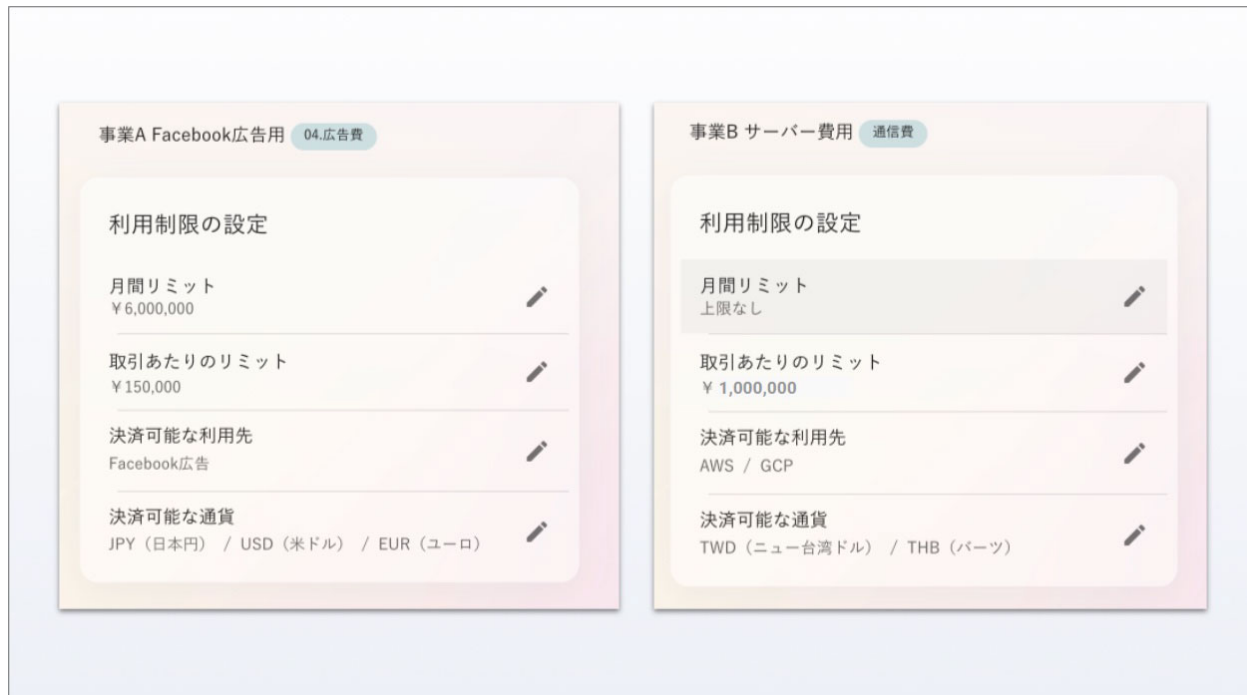 事業A Facebook広告用 04.広告費
利用制限の設定
月間リミット
¥6,000,000
取引あたりのリミット
¥150,000
決済可能な利用先
Facebook広告
決済可能な通貨
JPY（日本円） / USD（米ドル） / EUR（ユーロ）
事業B サーバー費用 通信費
利用制限の設定
月間リミット
上限なし
取引あたりのリミット
¥ 1,000,000
決済可能な利用先
AWS / GCP
決済可能な通貨
TWD（ニュー台湾ドル） / THB（バーツ）